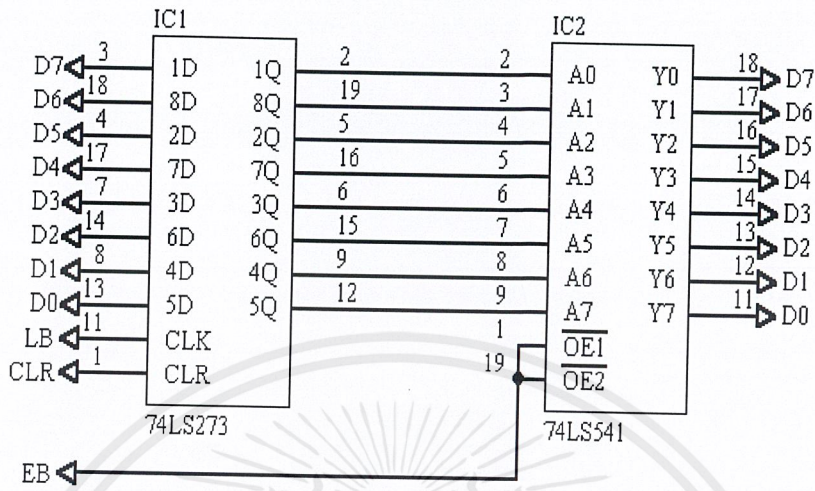 IC1 IC2
D7 3 1D 1Q 2 2 A0 Y0 18 D7
D6 18 8D 8Q 19 3 A1 Y1 17 D6
D5 4 2D 2Q 5 4 A2 Y2 16 D5
D4 17 7D 7Q 16 5 A3 Y3 15 D4
D3 7 3D 3Q 6 6 A4 Y4 14 D3
D2 14 6D 6Q 15 7 A5 Y5 13 D2
D1 8 4D 4Q 9 8 A6 Y6 12 D1
D0 13 5D 5Q 12 9 A7 Y7 11 D0
LB 11 CLK 1 OE1
CLR 1 CLR 19 OE2
74LS273 74LS541
EB